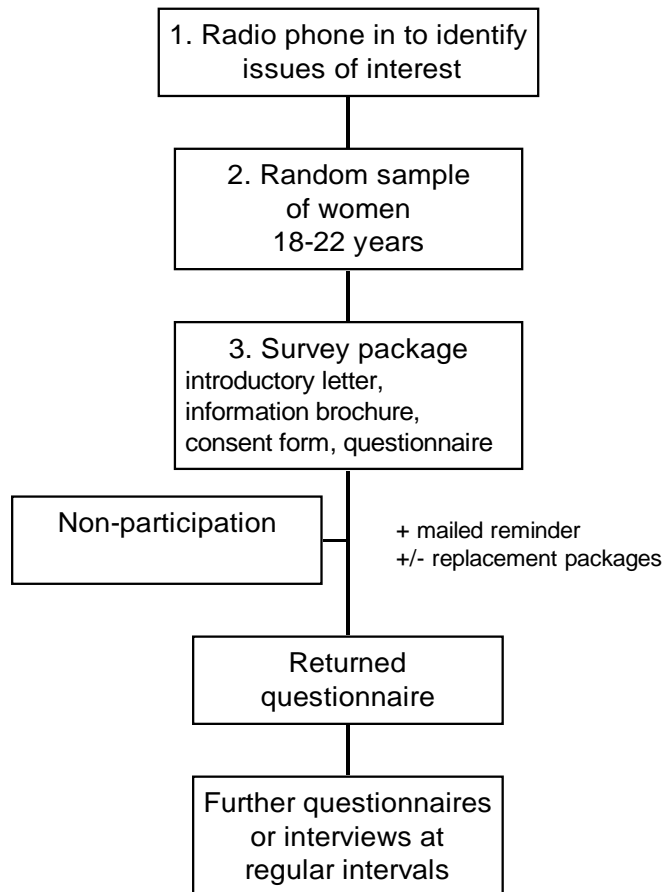 1. Radio phone in to identify
issues of interest
2. Random sample
of women
18-22 years
3. Survey package
introductory letter,
information brochure,
consent form, questionnaire
Non-participation
+ mailed reminder
+/- replacement packages
Returned
questionnaire
Further questionnaires
or interviews at
regular intervals